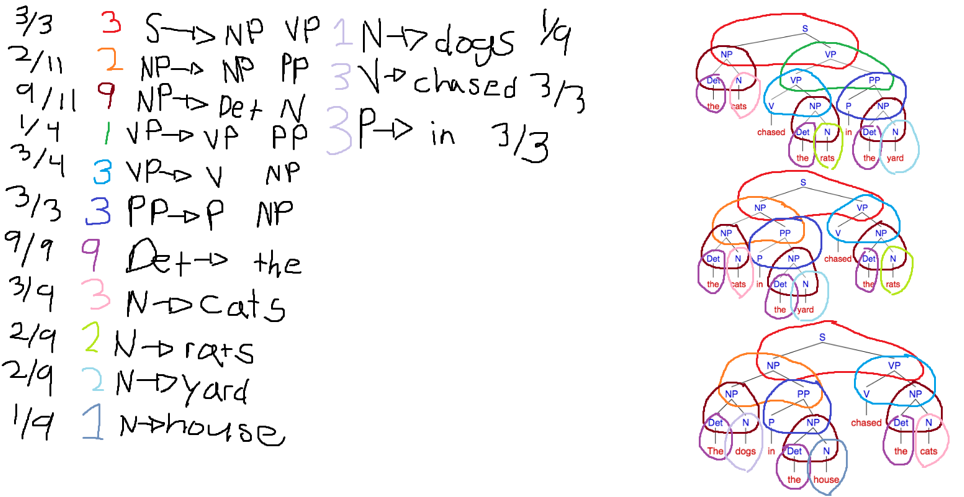 3/3 3 S → NP VP
2/11 2 NP → NP PP
9/11 9 NP → Det N
1/4 1 VP → VP PP
3/4 3 VP → V NP
3/3 3 PP → P NP
9/9 9 Det → the
3/9 3 N → cats
2/9 2 N → rats
2/9 2 N → yard
1/9 1 N → house
1 N → dogs 1/9
3 V → chased 3/3
3 P → in 3/3
S
NP VP
Det N VP PP
the cats V NP P NP
chased Det N in Det N
the rats the yard
S
NP VP
NP PP V NP
Det N P NP chased Det N
the cats in Det N the rats
the yard
S
NP VP
NP PP V NP
Det N P NP chased Det N
The dogs in Det N the cats
the house